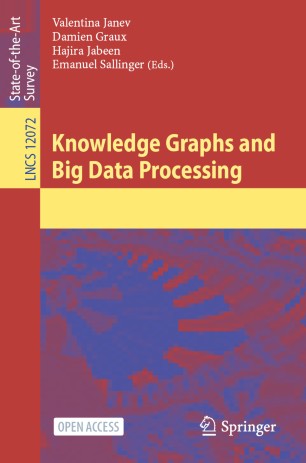 Valentina Janev
Damien Graux
Hajira Jabeen
Emanuel Sallinger (Eds.)
State-of-the-Art
Survey
LNCS 12072
Knowledge Graphs and
Big Data Processing
OPEN ACCESS
Springer